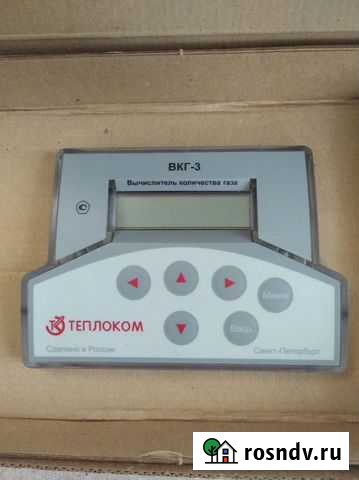 ВКГ-3
Вычислитель количества газа
Меню
ТЕПЛОКОМ
Ввод
Сделано в России
Санкт-Петербург
rosndv.ru